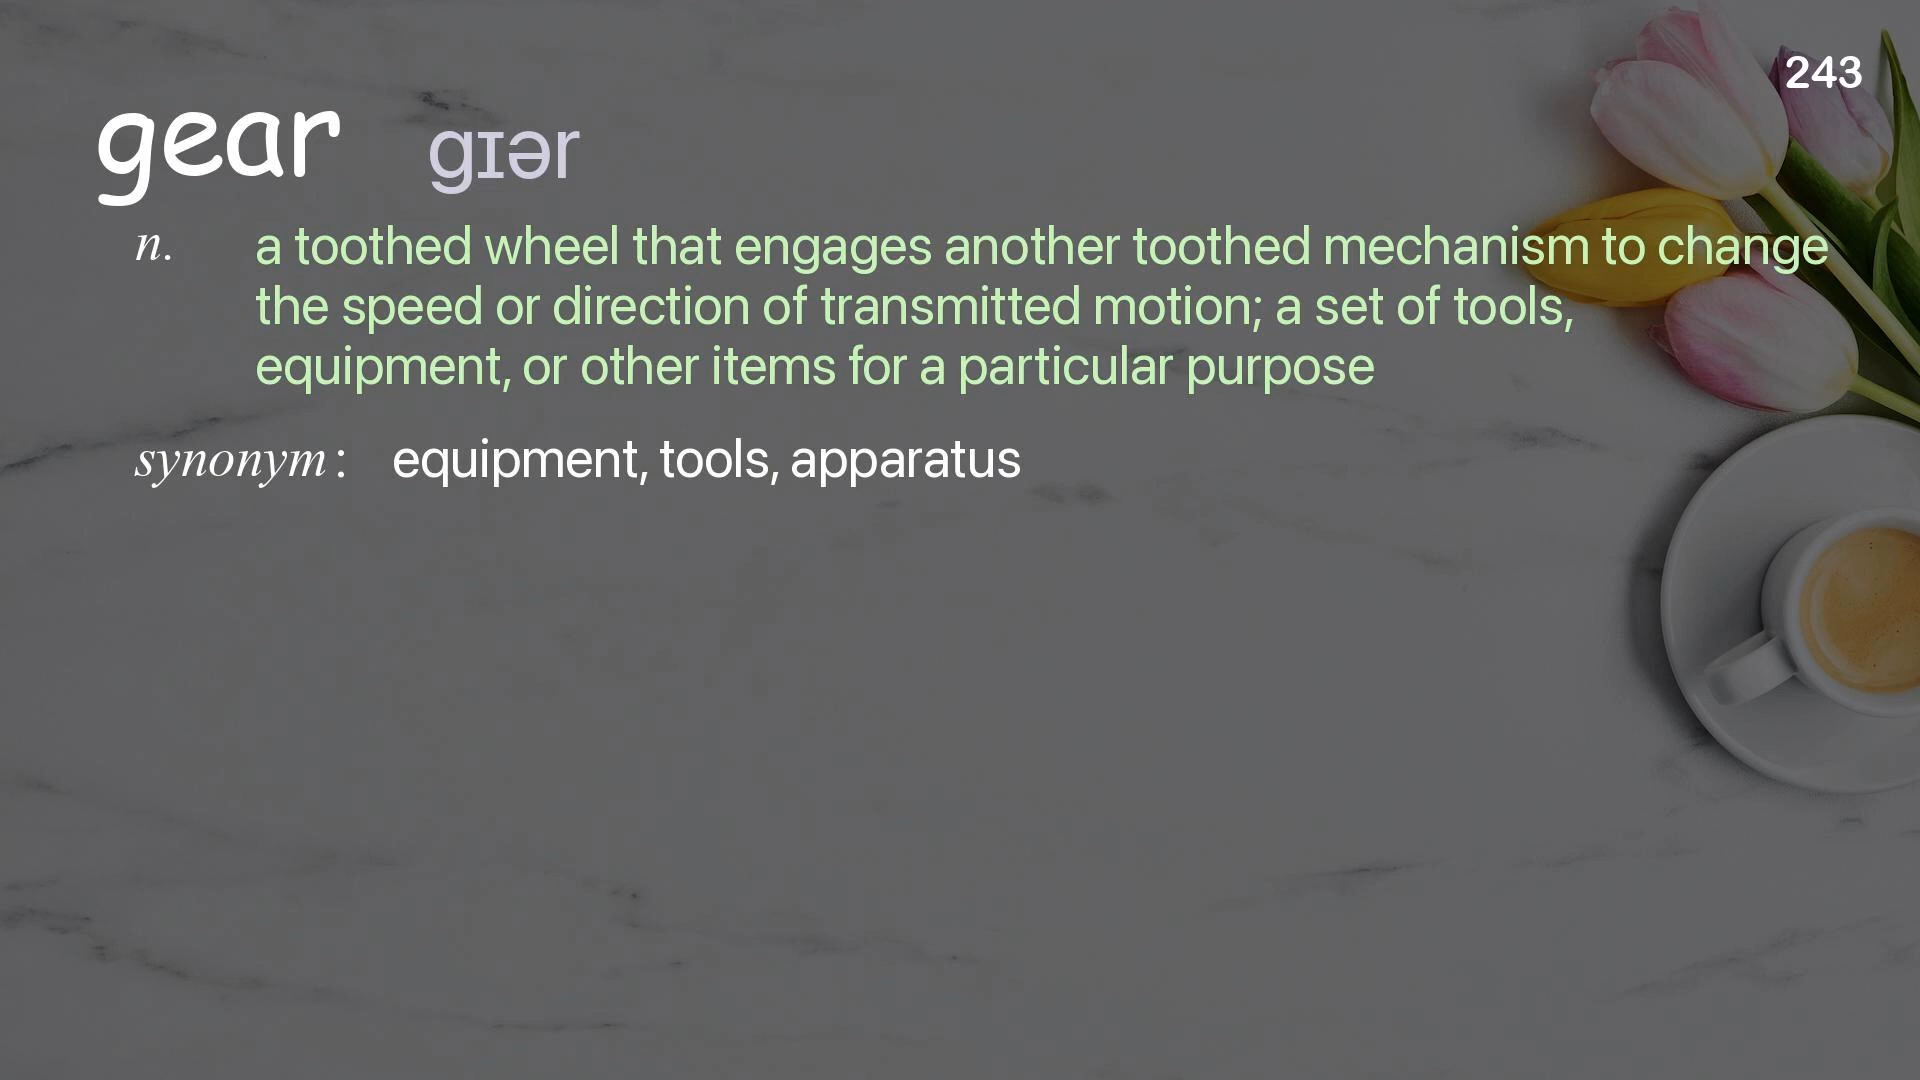 243
gear gɪər
n. a toothed wheel that engages another toothed mechanism to change
the speed or direction of transmitted motion; a set of tools,
equipment, or other items for a particular purpose
synonym: equipment, tools, apparatus